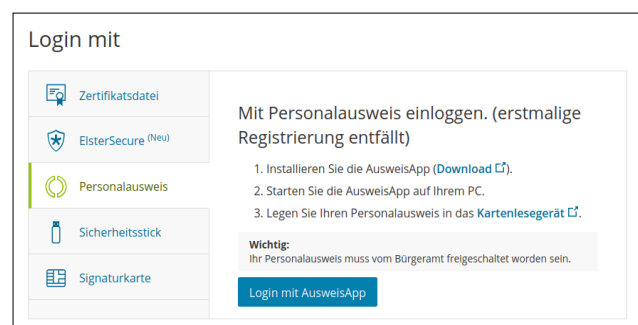 Login mit
Zertifikatsdatei
ElsterSecure (Neu)
Personalausweis
Sicherheitsstick
Signaturkarte
Mit Personalausweis einloggen. (erstmalige
Registrierung entfällt)
1. Installieren Sie die AusweisApp (Download).
2. Starten Sie die AusweisApp auf Ihrem PC.
3. Legen Sie Ihren Personalausweis in das Kartenlesegerät.
Wichtig:
Ihr Personalausweis muss vom Bürgeramt freigeschaltet worden sein.
Login mit AusweisApp